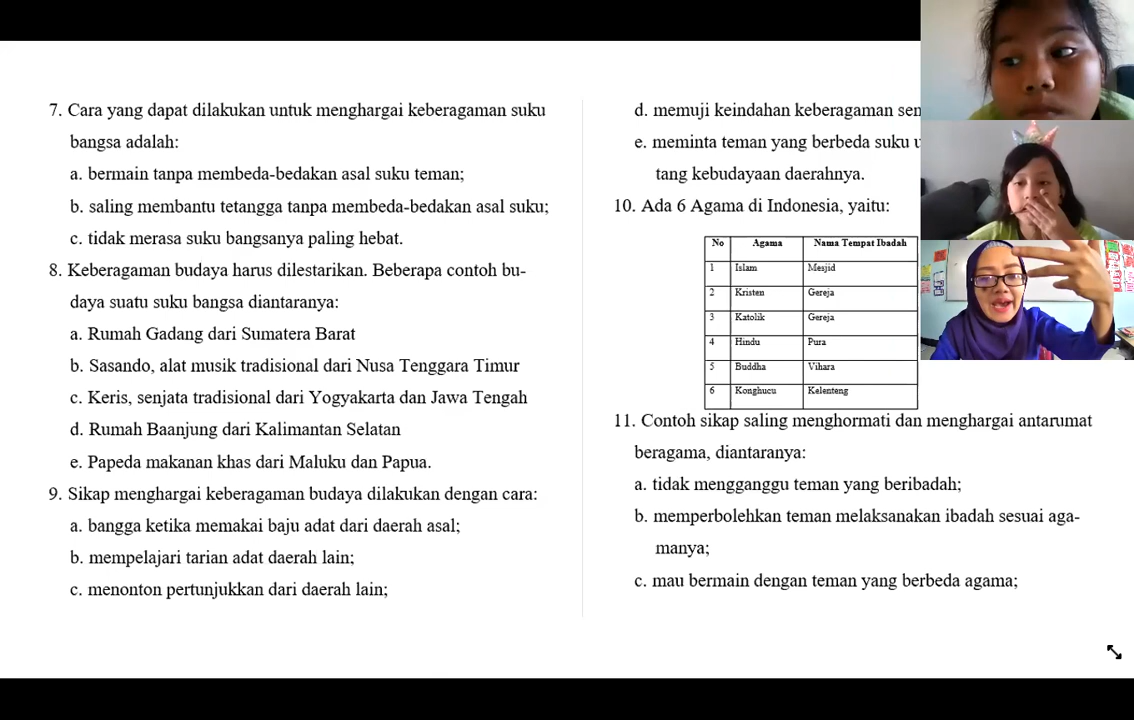 7. Cara yang dapat dilakukan untuk menghargai keberagaman suku
bangsa adalah:
a. bermain tanpa membeda-bedakan asal suku teman;
b. saling membantu tetangga tanpa membeda-bedakan asal suku;
c. tidak merasa suku bangsanya paling hebat.
8. Keberagaman budaya harus dilestarikan. Beberapa contoh bu-
daya suatu suku bangsa diantaranya:
a. Rumah Gadang dari Sumatera Barat
b. Sasando, alat musik tradisional dari Nusa Tenggara Timur
c. Keris, senjata tradisional dari Yogyakarta dan Jawa Tengah
d. Rumah Baanjung dari Kalimantan Selatan
e. Papeda makanan khas dari Maluku dan Papua.
9. Sikap menghargai keberagaman budaya dilakukan dengan cara:
a. bangga ketika memakai baju adat dari daerah asal;
b. mempelajari tarian adat daerah lain;
c. menonton pertunjukkan dari daerah lain;
d. memuji keindahan keberagaman
e. meminta teman yang berbeda suku
tang kebudayaan daerahnya.
10. Ada 6 Agama di Indonesia, yaitu:
No Agama Nama Tempat Ibadah
1 Islam Mesjid
2 Kristen Gereja
3 Katolik Gereja
4 Hindu Pura
5 Buddha Vihara
6 Konghucu Kelenteng
11. Contoh sikap saling menghormati dan menghargai antarumat
beragama, diantaranya:
a. tidak mengganggu teman yang beribadah;
b. memperbolehkan teman melaksanakan ibadah sesuai aga-
manya;
c. mau bermain dengan teman yang berbeda agama;